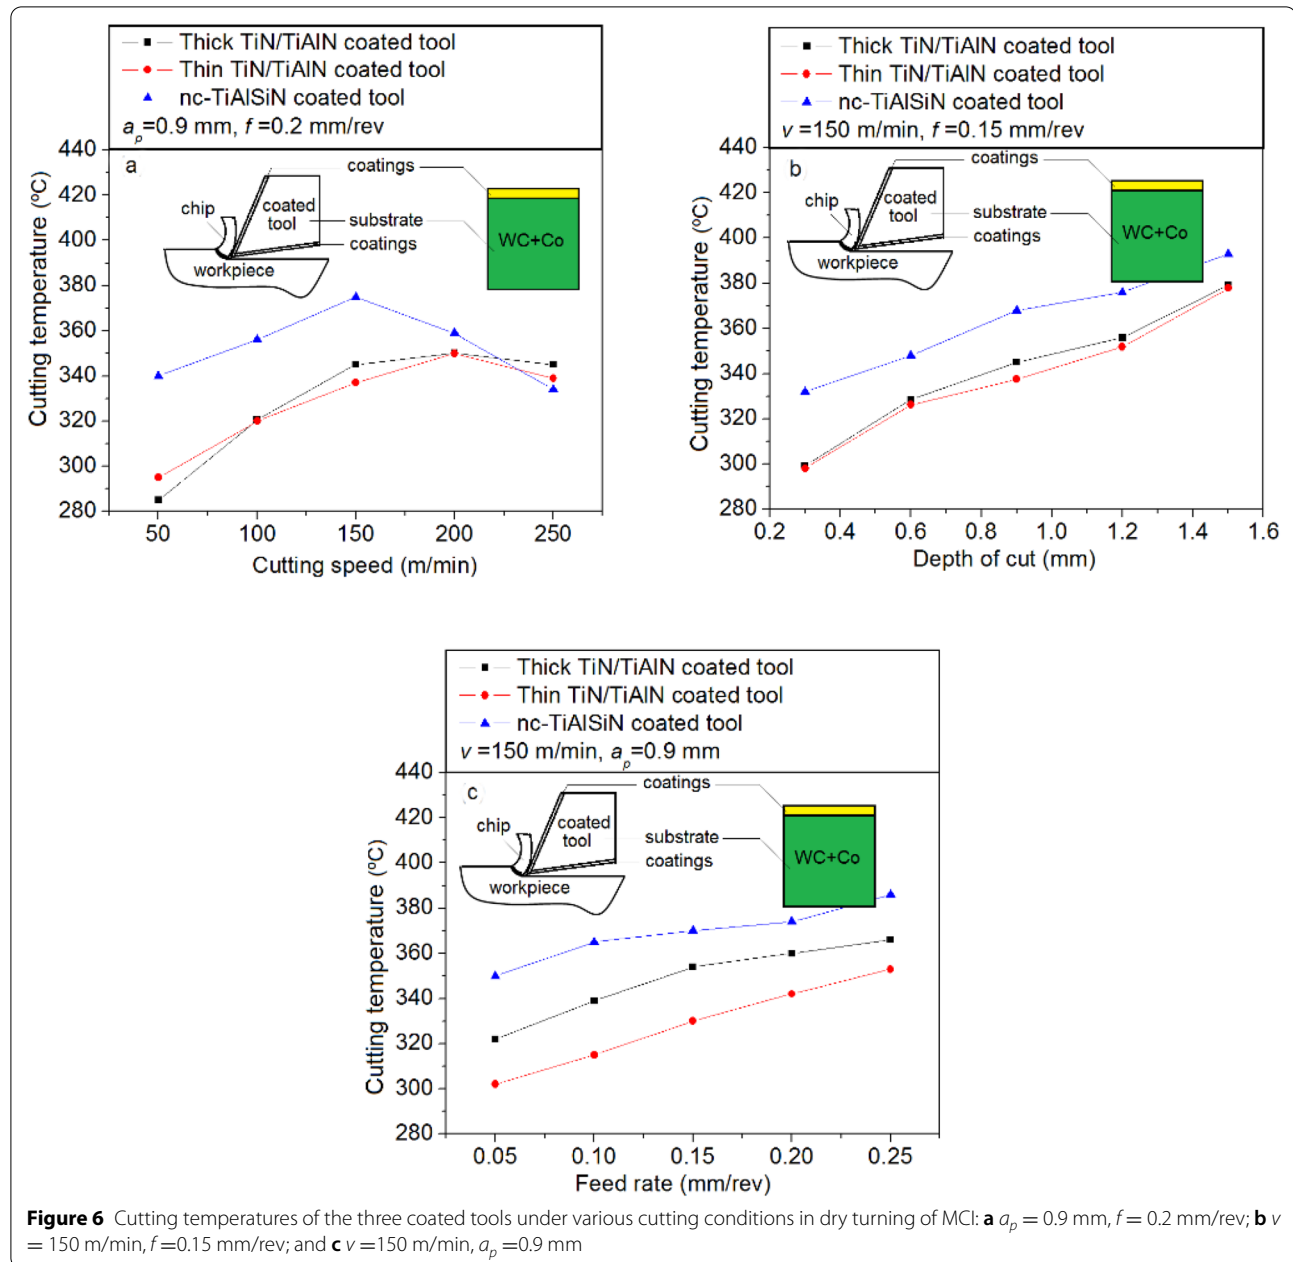 Thick TiN/TiAlN coated tool
Thin TiN/TiAlN coated tool
nc-TiAlSiN coated tool
a_p=0.9 mm, f =0.2 mm/rev
440
420
400
380
360
340
320
300
280
Cutting temperature (ºC)
a
coatings
chip
coated
tool
substrate
coatings
workpiece
WC+Co
50 100 150 200 250
Cutting speed (m/min)
Thick TiN/TiAlN coated tool
Thin TiN/TiAlN coated tool
nc-TiAlSiN coated tool
v =150 m/min, f =0.15 mm/rev
440
420
400
380
360
340
320
300
280
Cutting temperature (ºC)
b
coatings
chip
coated
tool
substrate
coatings
workpiece
WC+Co
0.2 0.4 0.6 0.8 1.0 1.2 1.4 1.6
Depth of cut (mm)
Thick TiN/TiAlN coated tool
Thin TiN/TiAlN coated tool
nc-TiAlSiN coated tool
v =150 m/min, a_p=0.9 mm
440
420
400
380
360
340
320
300
280
Cutting temperature (ºC)
c
coatings
chip
coated
tool
substrate
coatings
workpiece
WC+Co
0.05 0.10 0.15 0.20 0.25
Feed rate (mm/rev)
Figure 6 Cutting temperatures of the three coated tools under various cutting conditions in dry turning of MCI: a a_p = 0.9 mm, f = 0.2 mm/rev; b v
= 150 m/min, f =0.15 mm/rev; and c v =150 m/min, a_p =0.9 mm